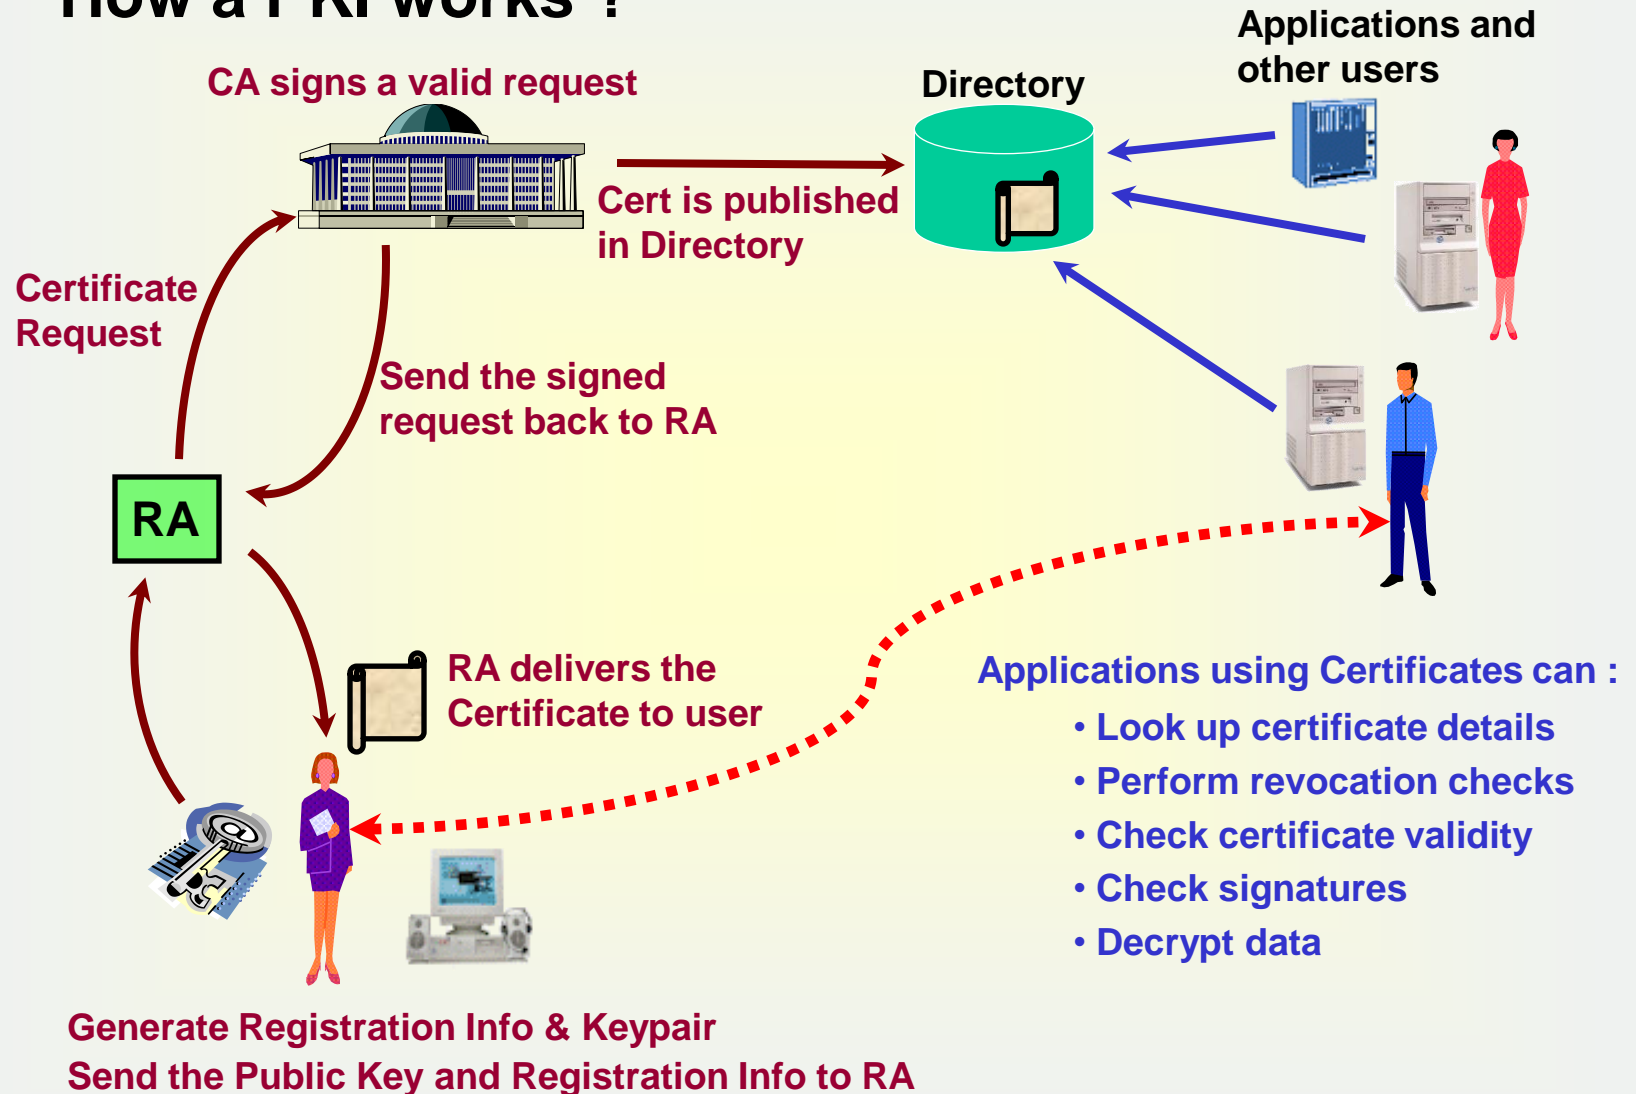 How a PKI works ?
Applications and
other users
CA signs a valid request
Directory
Cert is published
in Directory
Certificate
Request
Send the signed
request back to RA
RA
RA delivers the
Certificate to user
Applications using Certificates can :
• Look up certificate details
• Perform revocation checks
• Check certificate validity
• Check signatures
• Decrypt data
@
Generate Registration Info & Keypair
Send the Public Key and Registration Info to RA